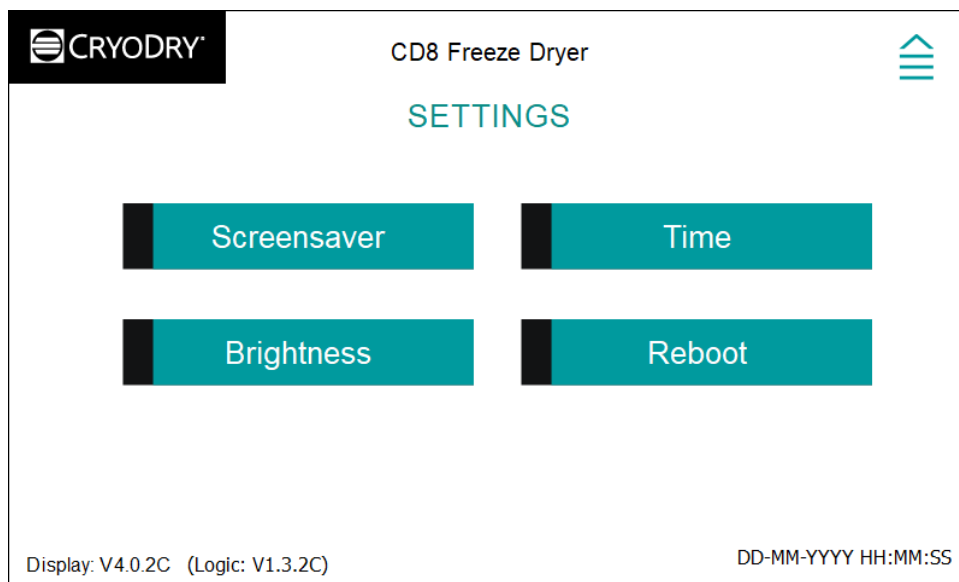 CRYODRY
CD8 Freeze Dryer
SETTINGS
Screensaver
Time
Brightness
Reboot
Display: V4.0.2C (Logic: V1.3.2C)
DD-MM-YYYY HH:MM:SS